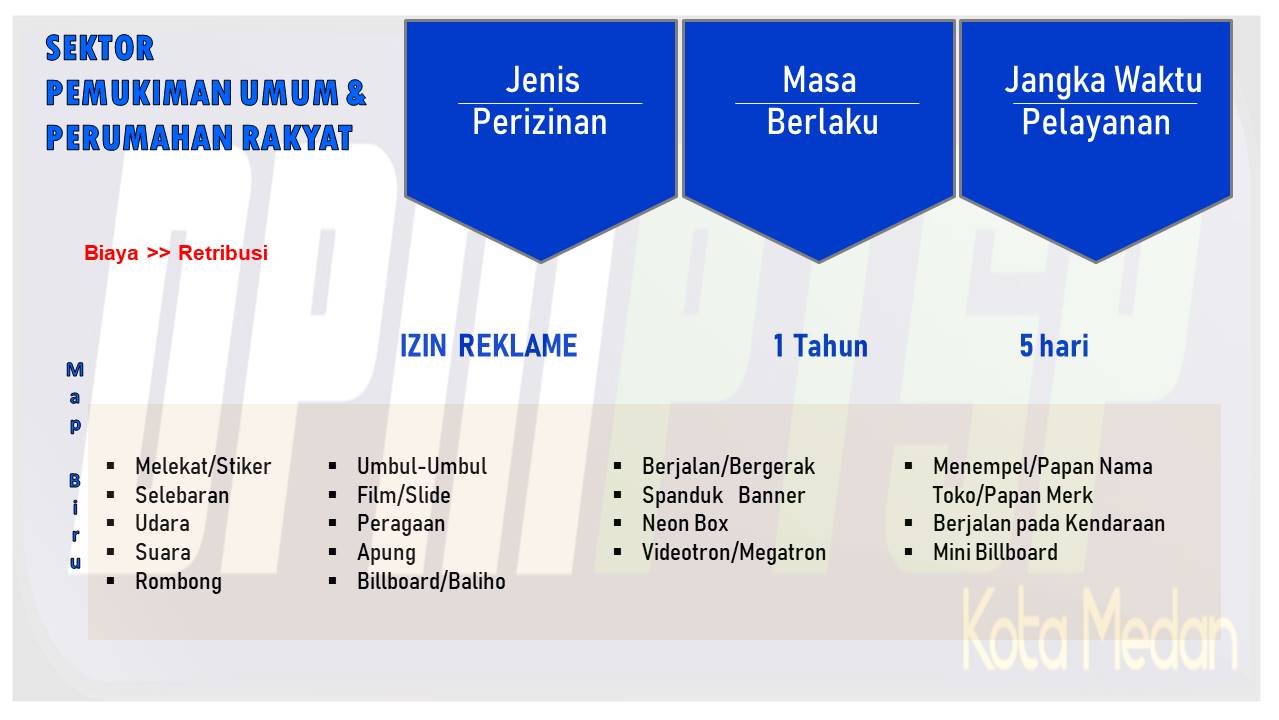 SEKTOR
PEMUKIMAN UMUM &
PERUMAHAN RAKYAT
Jenis
Perizinan
Masa
Berlaku
Jangka Waktu
Pelayanan
Biaya >> Retribusi
IZIN REKLAME
1 Tahun
5 hari
Map Biru
▪ Melekat/Stiker
▪ Selebaran
▪ Udara
▪ Suara
▪ Rombong
▪ Umbul-Umbul
▪ Film/Slide
▪ Peragaan
▪ Apung
▪ Billboard/Baliho
▪ Berjalan/Bergerak
▪ Spanduk Banner
▪ Neon Box
▪ Videotron/Megatron
▪ Menempel/Papan Nama
Toko/Papan Merk
▪ Berjalan pada Kendaraan
▪ Mini Billboard
DPMPTSP
Kota Medan